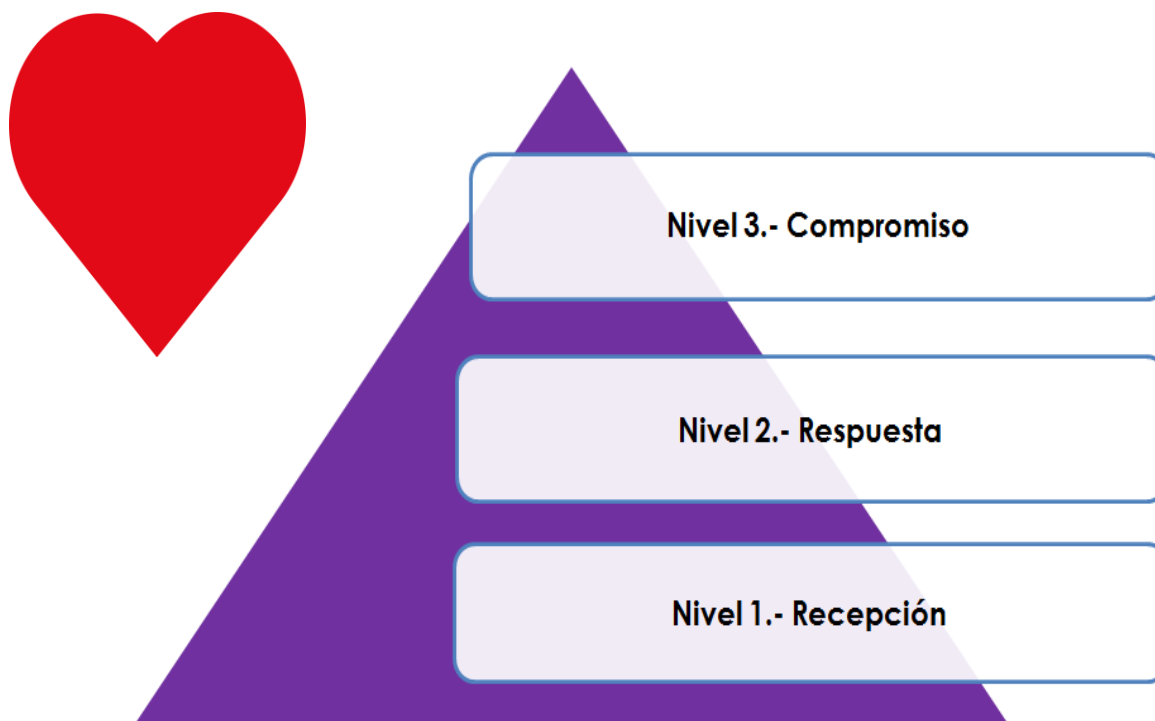 Nivel 3.- Compromiso
Nivel 2.- Respuesta
Nivel 1.- Recepción